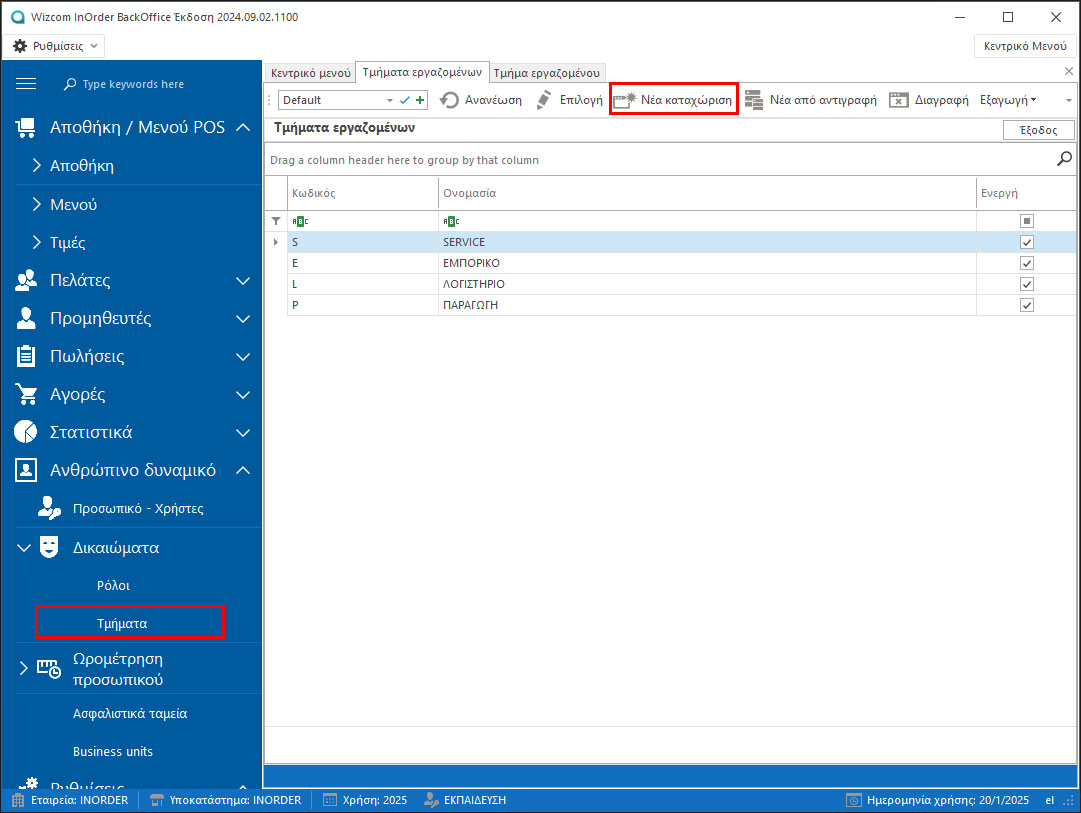 Wizcom InOrder BackOffice Έκδοση 2024.09.02.1100
Ρυθμίσεις
Κεντρικό Μενού
Type keywords here
Αποθήκη / Μενού POS
Αποθήκη
Μενού
Τιμές
Πελάτες
Προμηθευτές
Πωλήσεις
Αγορές
Στατιστικά
Ανθρώπινο δυναμικό
Προσωπικό - Χρήστες
Δικαιώματα
Ρόλοι
Τμήματα
Ωρομέτρηση
προσωπικού
Ασφαλιστικά ταμεία
Business units
Ρυθμίσεις
Κεντρικό μενού Τμήματα εργαζομένων Τμήμα εργαζομένου
Default Ανανέωση Επιλογή Νέα καταχώριση Νέα από αντιγραφή Διαγραφή Εξαγωγή
Τμήματα εργαζομένων
Έξοδος
Drag a column header here to group by that column
Κωδικός Ονομασία Ενεργή
ABC ABC
S SERVICE
E ΕΜΠΟΡΙΚΟ
L ΛΟΓΙΣΤΗΡΙΟ
P ΠΑΡΑΓΩΓΗ
Εταιρεία: INORDER Υποκατάστημα: INORDER Χρήση: 2025 ΕΚΠΑΙΔΕΥΣΗ Ημερομηνία χρήσης: 20/1/2025 el